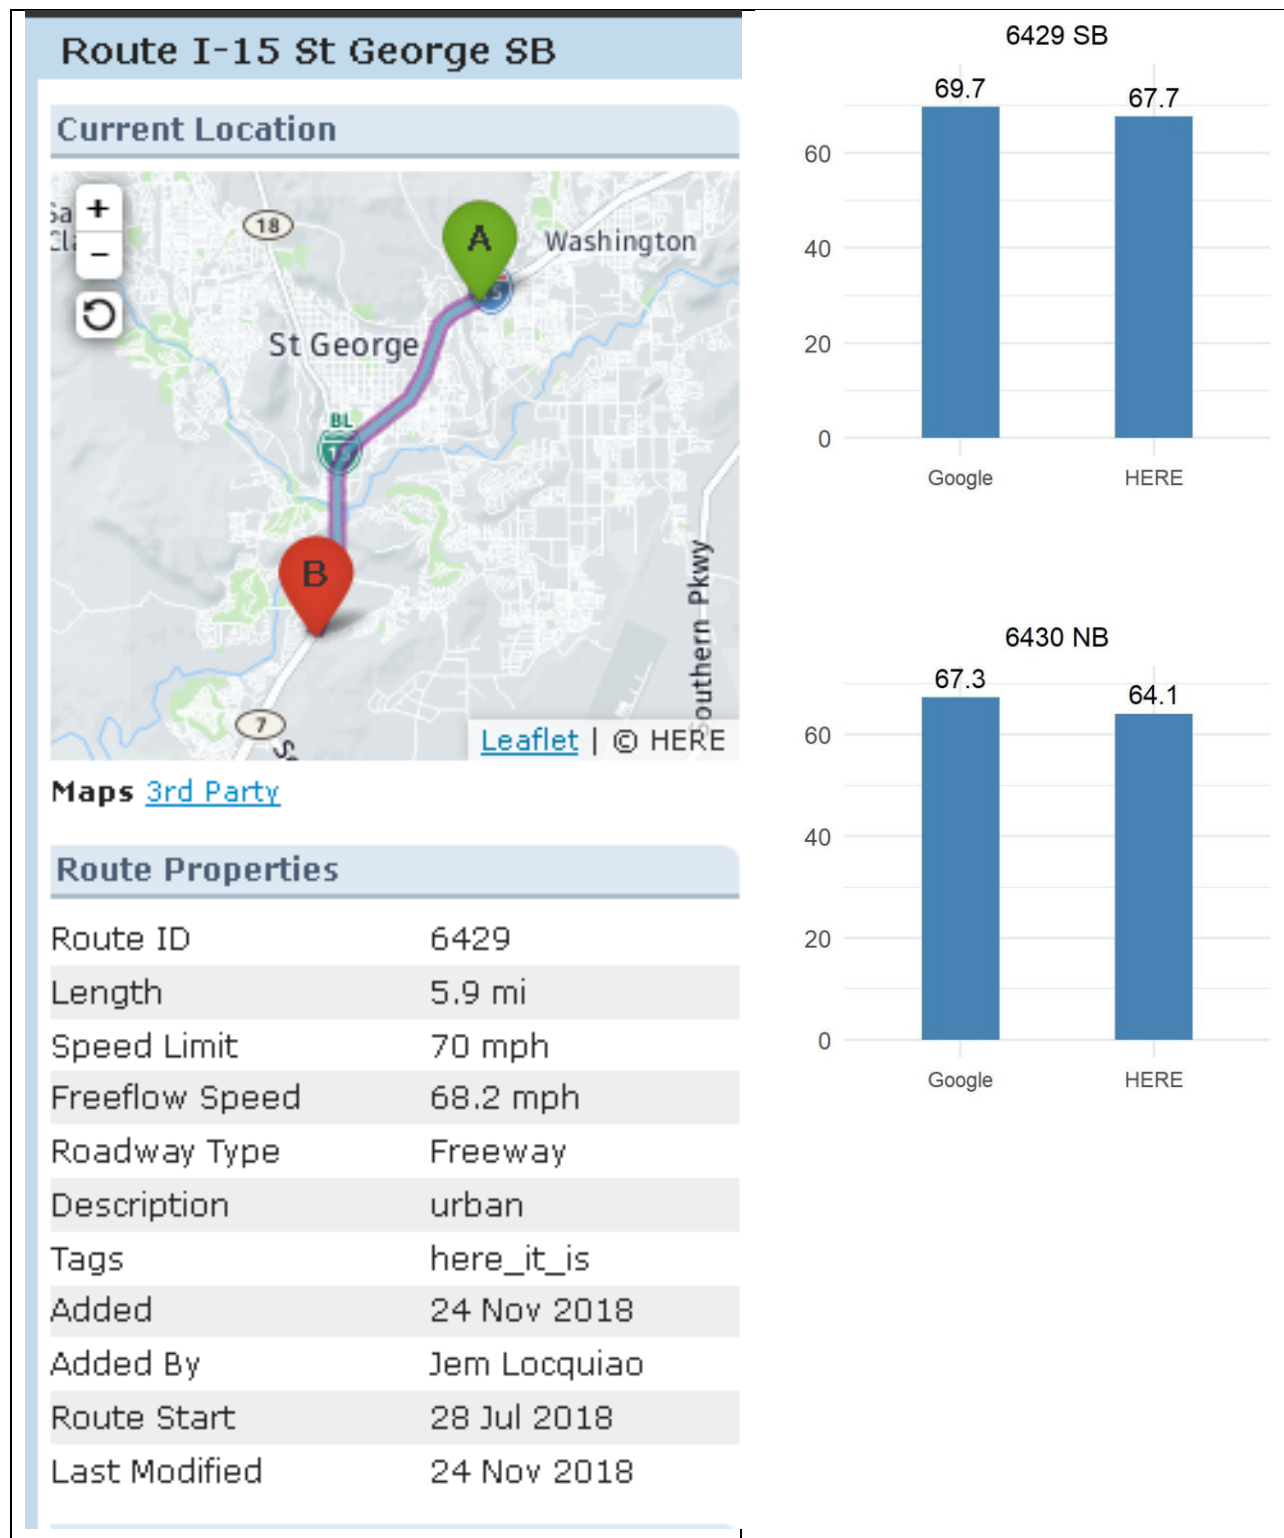 Route I-15 St George SB
Current Location
+
−
18
A
Washington
St George
BL
15
B
Southern Pkwy
7
Leaflet | © HERE
Maps 3rd Party
Route Properties
Route ID 6429
Length 5.9 mi
Speed Limit 70 mph
Freeflow Speed 68.2 mph
Roadway Type Freeway
Description urban
Tags here_it_is
Added 24 Nov 2018
Added By Jem Locquiao
Route Start 28 Jul 2018
Last Modified 24 Nov 2018
6429 SB
69.7 67.7
60
40
20
0
Google HERE
6430 NB
67.3 64.1
60
40
20
0
Google HERE